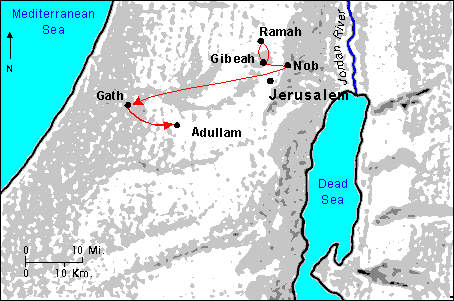 Mediterranean
Sea
N
Ramah
Gibeah
Nob
Jordan River
Jerusalem
Gath
Adullam
Dead
Sea
0 10 Mi.
0 10 Km.